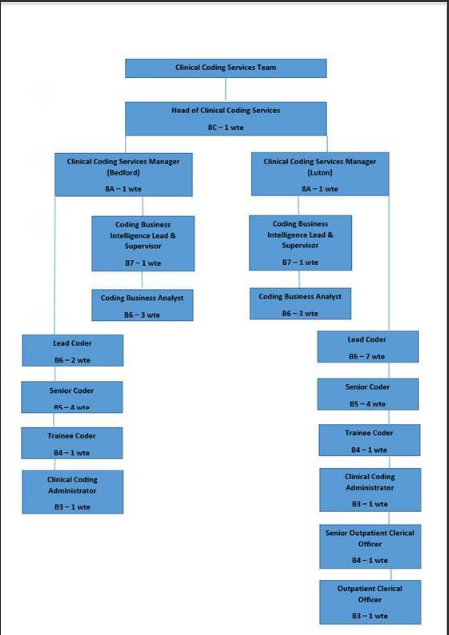 Clinical Coding Services Team
Head of Clinical Coding Services
8C – 1 wte
Clinical Coding Services Manager
(Bedford)
8A – 1 wte
Clinical Coding Services Manager
(Luton)
8A – 1 wte
Coding Business
Intelligence Lead &
Supervisor
B7 – 1 wte
Coding Business
Intelligence Lead &
Supervisor
B7 – 1 wte
Coding Business Analyst
B6 – 3 wte
Coding Business Analyst
B6 – 3 wte
Lead Coder
B6 – 2 wte
Senior Coder
B5 – 4 wte
Trainee Coder
B4 – 1 wte
Clinical Coding
Administrator
B3 – 1 wte
Lead Coder
B6 – 7 wte
Senior Coder
B5 – 4 wte
Trainee Coder
B4 – 1 wte
Clinical Coding
Administrator
B3 – 1 wte
Senior Outpatient Clerical
Officer
B4 – 1 wte
Outpatient Clerical
Officer
B3 – 1 wte